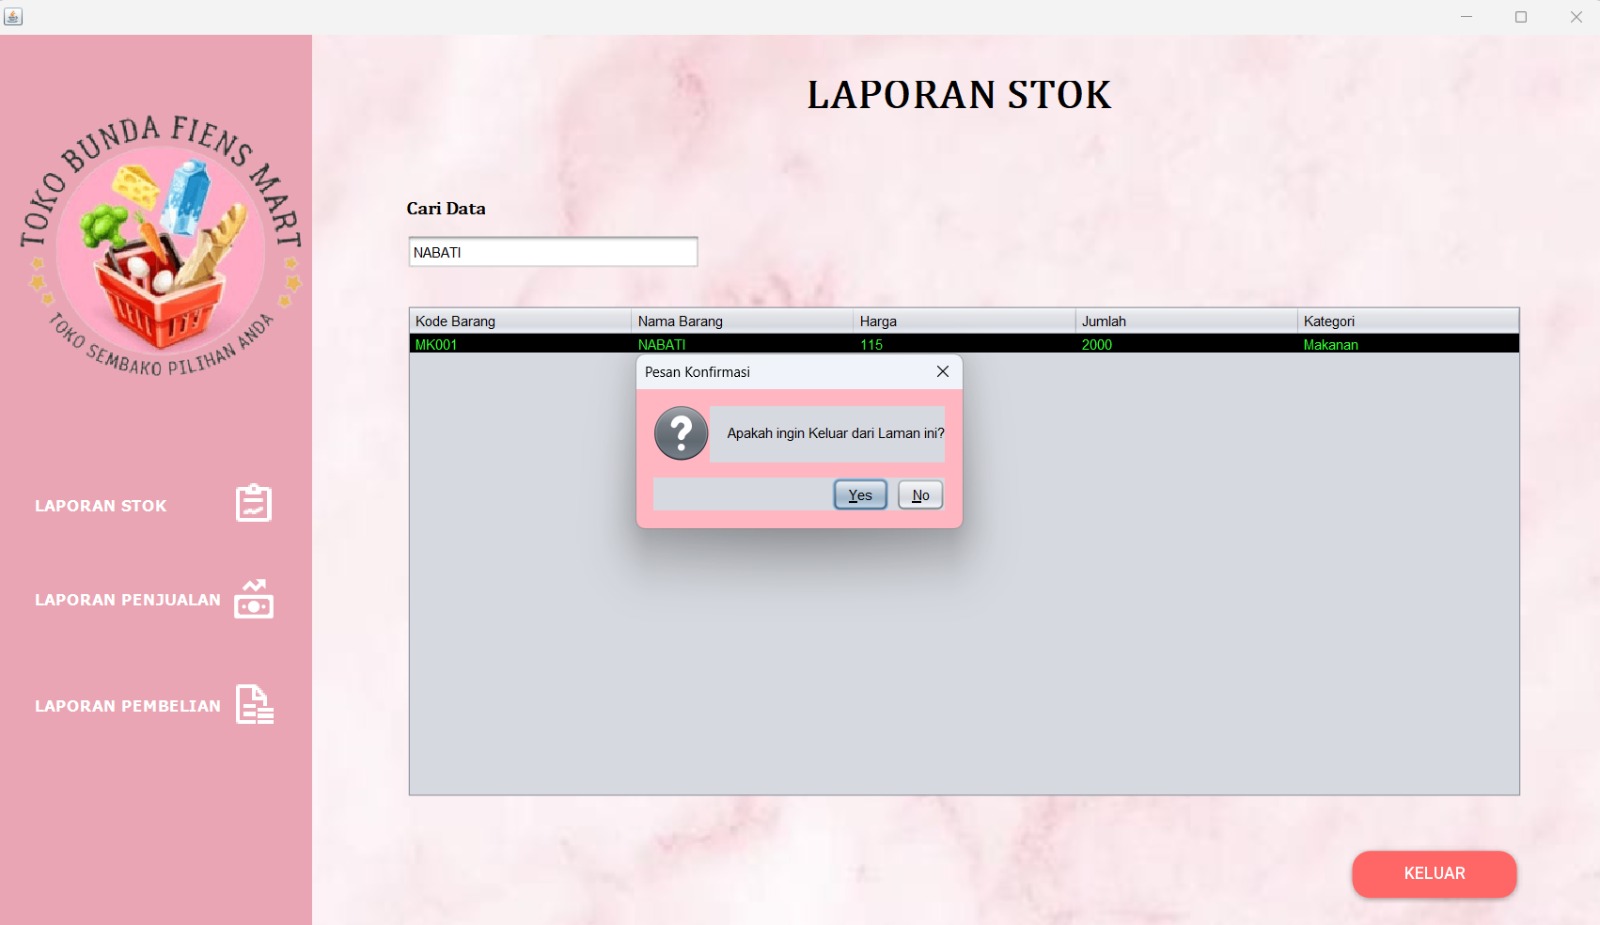 TOKO BUNDA FIENS MART
TOKO SEMBAKO PILIHAN ANDA
LAPORAN STOK
LAPORAN PENJUALAN
LAPORAN PEMBELIAN
LAPORAN STOK
Cari Data
NABATI
Kode Barang Nama Barang Harga Jumlah Kategori
MK001 NABATI 115 2000 Makanan
Pesan Konfirmasi
Apakah ingin Keluar dari Laman ini?
Yes No
KELUAR